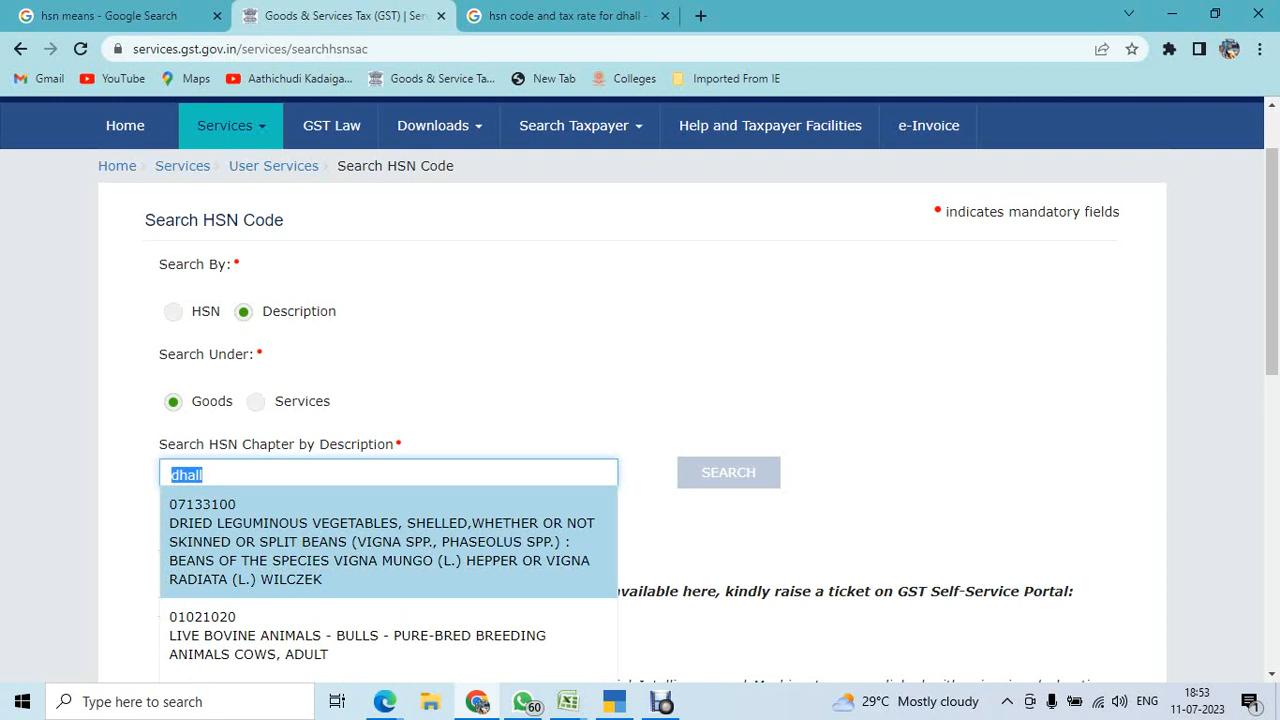 hsn means - Google Search
Goods & Services Tax (GST) | Ser
hsn code and tax rate for dhall -
services.gst.gov.in/services/searchhsnsac
Gmail
YouTube
Maps
Aathichudi Kadaiga...
Goods & Service Ta...
New Tab
Colleges
Imported From IE
Home
Services
GST Law
Downloads
Search Taxpayer
Help and Taxpayer Facilities
e-Invoice
Home
Services
User Services
Search HSN Code
Search HSN Code
• indicates mandatory fields
Search By:•
HSN
Description
Search Under:•
Goods
Services
Search HSN Chapter by Description•
dhall
SEARCH
07133100
DRIED LEGUMINOUS VEGETABLES, SHELLED,WHETHER OR NOT
SKINNED OR SPLIT BEANS (VIGNA SPP., PHASEOLUS SPP.) :
BEANS OF THE SPECIES VIGNA MUNGO (L.) HEPPER OR VIGNA
RADIATA (L.) WILCZEK
available here, kindly raise a ticket on GST Self-Service Portal:
01021020
LIVE BOVINE ANIMALS - BULLS - PURE-BRED BREEDING
ANIMALS COWS, ADULT
Type here to search
60
29°C Mostly cloudy
ENG
18:53
11-07-2023
1